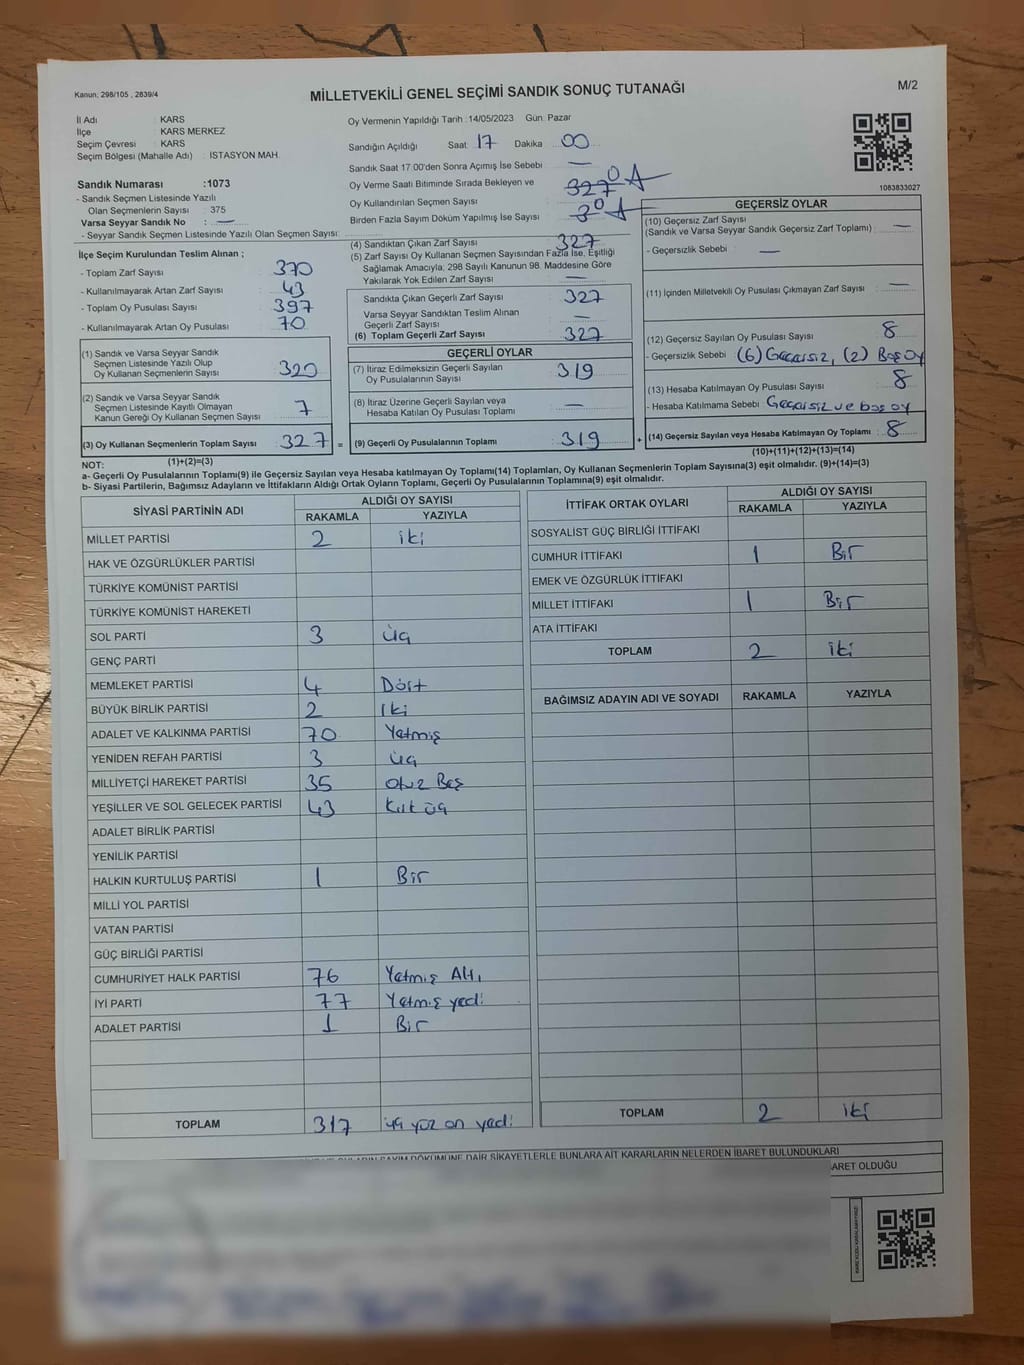 Kanun; 298/105 , 2839/4
MİLLETVEKİLİ GENEL SEÇİMİ SANDIK SONUÇ TUTANAĞI
M/2
İl Adı : KARS
İlçe : KARS MERKEZ
Seçim Çevresi : KARS
Seçim Bölgesi (Mahalle Adı) : İSTASYON MAH.
Sandık Numarası :1073
- Sandık Seçmen Listesinde Yazılı
Olan Seçmenlerin Sayısı : 375
Varsa Seyyar Sandık No : —
- Seyyar Sandık Seçmen Listesinde Yazılı Olan Seçmen Sayısı:
Oy Vermenin Yapıldığı Tarih :14/05/2023 Gün: Pazar
Sandığın Açıldığı Saat 17 Dakika : 00
Sandık Saat 17:00'den Sonra Açımış İse Sebebi —
Oy Verme Saati Bitiminde Sırada Bekleyen ve 327 0
Oy Kullandırılan Seçmen Sayısı
Birden Fazla Sayım Döküm Yapılmış İse Sayısı 3 0
1083833027
İlçe Seçim Kurulundan Teslim Alınan ;
- Toplam Zarf Sayısı : 370
- Kullanılmayarak Artan Zarf Sayısı : 43
- Toplam Oy Pusulası Sayısı : 397
- Kullanılmayarak Artan Oy Pusulası : 70
(1) Sandık ve Varsa Seyyar Sandık
Seçmen Listesinde Yazılı Olup
Oy Kullanan Seçmenlerin Sayısı : 320
(2) Sandık ve Varsa Seyyar Sandık
Seçmen Listesinde Kayıtlı Olmayan
Kanun Gereği Oy Kullanan Seçmen Sayısı : 7
(3) Oy Kullanan Seçmenlerin Toplam Sayısı : 327 =
(1)+(2)=(3)
(4) Sandıktan Çıkan Zarf Sayısı : 327
(5) Zarf Sayısı Oy Kullanan Seçmen Sayısından Fazla İse, Eşitliği
Sağlamak Amacıyla; 298 Sayılı Kanunun 98. Maddesine Göre
Yakılarak Yok Edilen Zarf Sayısı : —
Sandıkta Çıkan Geçerli Zarf Sayısı : 327
Varsa Seyyar Sandıktan Teslim Alınan
Geçerli Zarf Sayısı : —
(6) Toplam Geçerli Zarf Sayısı : 327
GEÇERLİ OYLAR
(7) İtiraz Edilmeksizin Geçerli Sayılan
Oy Pusulalarının Sayısı : 319
(8) İtiraz Üzerine Geçerli Sayılan veya
Hesaba Katılan Oy Pusulası Toplamı : —
(9) Geçerli Oy Pusulalarının Toplamı : 319 +
GEÇERSİZ OYLAR
(10) Geçersiz Zarf Sayısı
(Sandık ve Varsa Seyyar Sandık Geçersiz Zarf Toplamı) : —
- Geçersizlik Sebebi : —
(11) İçinden Milletvekili Oy Pusulası Çıkmayan Zarf Sayısı : —
(12) Geçersiz Sayılan Oy Pusulası Sayısı : 8
- Geçersizlik Sebebi : (6) Geçersiz, (2) Boş oy
(13) Hesaba Katılmayan Oy Pusulası Sayısı : 8
- Hesaba Katılmama Sebebi : Geçersiz ve boş oy
(14) Geçersiz Sayılan veya Hesaba Katılmayan Oy Toplamı : 8
(10)+(11)+(12)+(13)=(14)
NOT:
a- Geçerli Oy Pusulalarının Toplamı(9) ile Geçersiz Sayılan veya Hesaba katılmayan Oy Toplamı(14) Toplamları, Oy Kullanan Seçmenlerin Toplam Sayısına(3) eşit olmalıdır. (9)+(14)=(3)
b- Siyasi Partilerin, Bağımsız Adayların ve İttifakların Aldığı Ortak Oyların Toplamı, Geçerli Oy Pusulalarının Toplamına(9) eşit olmalıdır.
SİYASİ PARTİNİN ADI ALDIĞI OY SAYISI
RAKAMLA YAZIYLA
MİLLET PARTİSİ 2 iki
HAK VE ÖZGÜRLÜKLER PARTİSİ
TÜRKİYE KOMÜNİST PARTİSİ
TÜRKİYE KOMÜNİST HAREKETİ
SOL PARTİ 3 üç
GENÇ PARTİ
MEMLEKET PARTİSİ 4 Dört
BÜYÜK BİRLİK PARTİSİ 2 iki
ADALET VE KALKINMA PARTİSİ 70 Yetmiş
YENİDEN REFAH PARTİSİ 3 üç
MİLLİYETÇİ HAREKET PARTİSİ 35 otuz Beş
YEŞİLLER VE SOL GELECEK PARTİSİ 43 Kırk üç
ADALET BİRLİK PARTİSİ
YENİLİK PARTİSİ
HALKIN KURTULUŞ PARTİSİ 1 Bir
MİLLİ YOL PARTİSİ
VATAN PARTİSİ
GÜÇ BİRLİĞİ PARTİSİ
CUMHURİYET HALK PARTİSİ 76 Yetmiş Altı
İYİ PARTİ 77 Yetmiş yedi
ADALET PARTİSİ 1 Bir
TOPLAM 317 üç yüz on yedi
İTTİFAK ORTAK OYLARI ALDIĞI OY SAYISI
RAKAMLA YAZIYLA
SOSYALİST GÜÇ BİRLİĞİ İTTİFAKI
CUMHUR İTTİFAKI 1 Bir
EMEK VE ÖZGÜRLÜK İTTİFAKI
MİLLET İTTİFAKI 1 Bir
ATA İTTİFAKI
TOPLAM 2 iki
BAĞIMSIZ ADAYIN ADI VE SOYADI RAKAMLA YAZIYLA
TOPLAM 2 iki
SAYIM DÖKÜMÜNE DAİR ŞİKAYETLERLE BUNLARA AİT KARARLARIN NELERDEN İBARET BULUNDUKLARI
BARET OLDUĞU